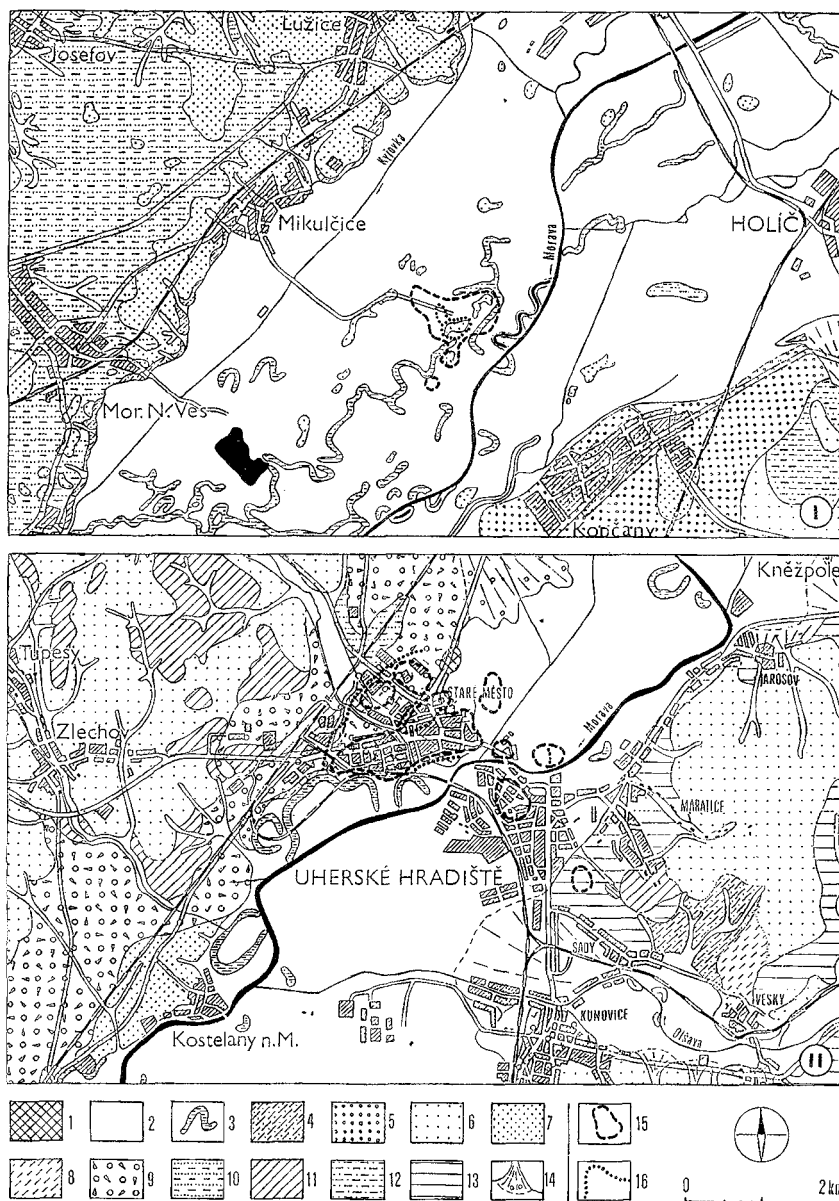 Lužice
Josefov
Kyjovka
Morava
Mikulčice
HOLÍČ
Mor. N. Ves
Kopčany
I
Kněžpole
Tupesy
STARÉ MĚSTO
JAROŠOV
Zlecho
Morava
MAŘATICE
UHERSKÉ HRADIŠTĚ
SADY
VÉSKY
KUNOVICE
Olšava
Kostelany n.M.
II
1 2 3 4 5 6 7 15
8 9 10 11 12 13 14 16
0 2 km